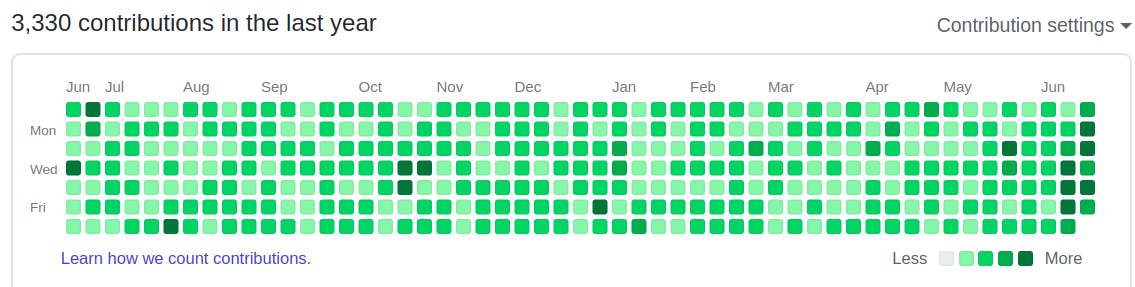 3,330 contributions in the last year
Contribution settings
Jun Jul Aug Sep Oct Nov Dec Jan Feb Mar Apr May Jun
Mon
Wed
Fri
Learn how we count contributions.
Less More